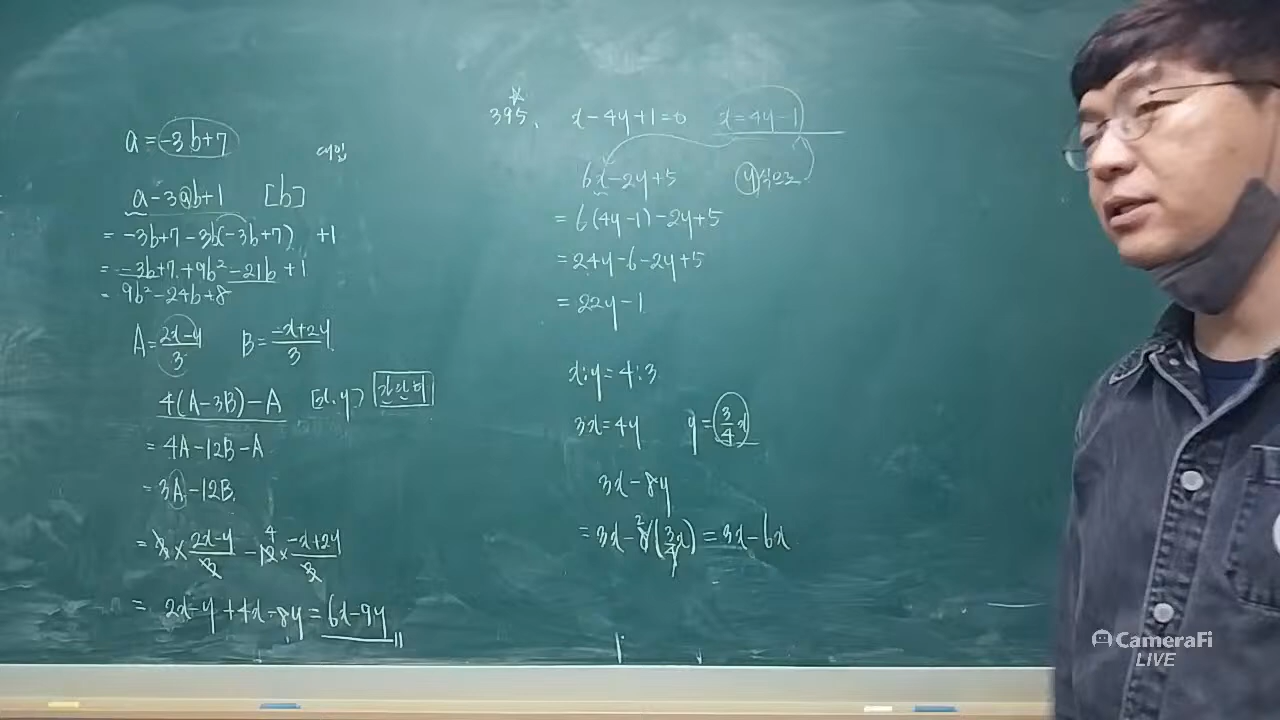 a = -3b+7
대입
a-3ab+1 [b]
= -3b+7-3b(-3b+7) +1
= -3b+7+9b²-21b+1
= 9b²-24b+8
A = (2x-y)/3 B = (-x+2y)/3
4(A-3B)-A [x, y] 간단히
= 4A-12B-A
= 3A-12B
= 3 × (2x-y)/3 - 12 × (-x+2y)/3
4
= 2x-y+4x-8y = 6x-9y
395. x-4y+1=0 x=4y-1
6x-2y+5 y식으로
= 6(4y-1)-2y+5
= 24y-6-2y+5
= 22y-1
x:y=4:3
3x=4y y=3/4x
3x-8y
= 3x-8(3/4x) = 3x-6x
2
CameraFi
LIVE